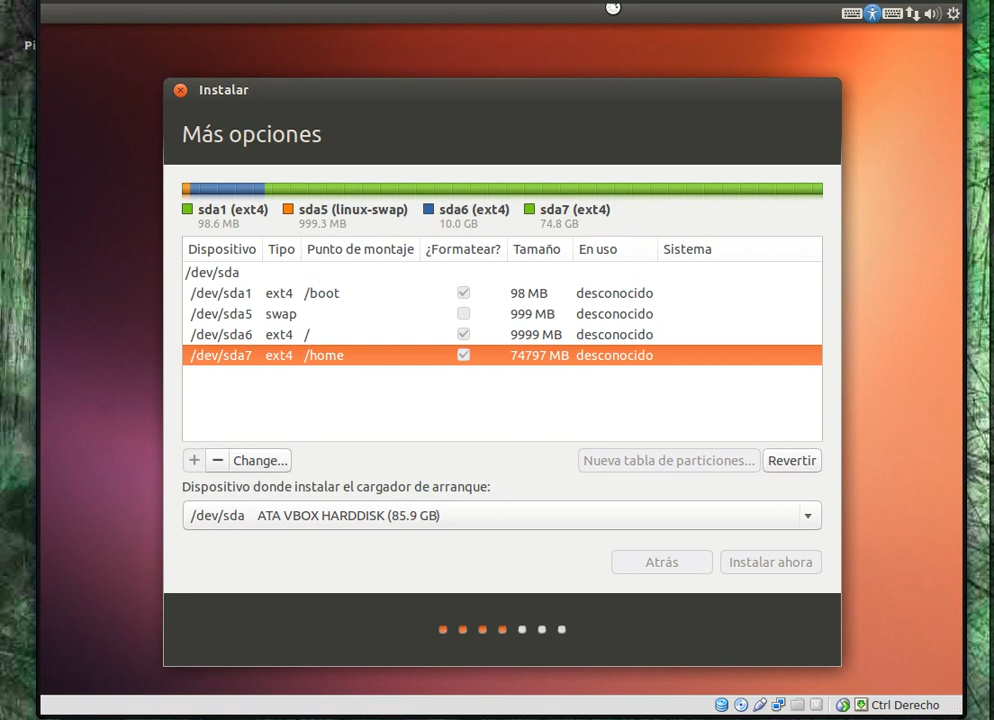 Pi
Instalar
Más opciones
sda1 (ext4) sda5 (linux-swap) sda6 (ext4) sda7 (ext4)
98.6 MB 999.3 MB 10.0 GB 74.8 GB
Dispositivo Tipo Punto de montaje ¿Formatear? Tamaño En uso Sistema
/dev/sda
/dev/sda1 ext4 /boot 98 MB desconocido
/dev/sda5 swap 999 MB desconocido
/dev/sda6 ext4 / 9999 MB desconocido
/dev/sda7 ext4 /home 74797 MB desconocido
+ − Change... Nueva tabla de particiones... Revertir
Dispositivo donde instalar el cargador de arranque:
/dev/sda ATA VBOX HARDDISK (85.9 GB)
Atrás Instalar ahora
Ctrl Derecho